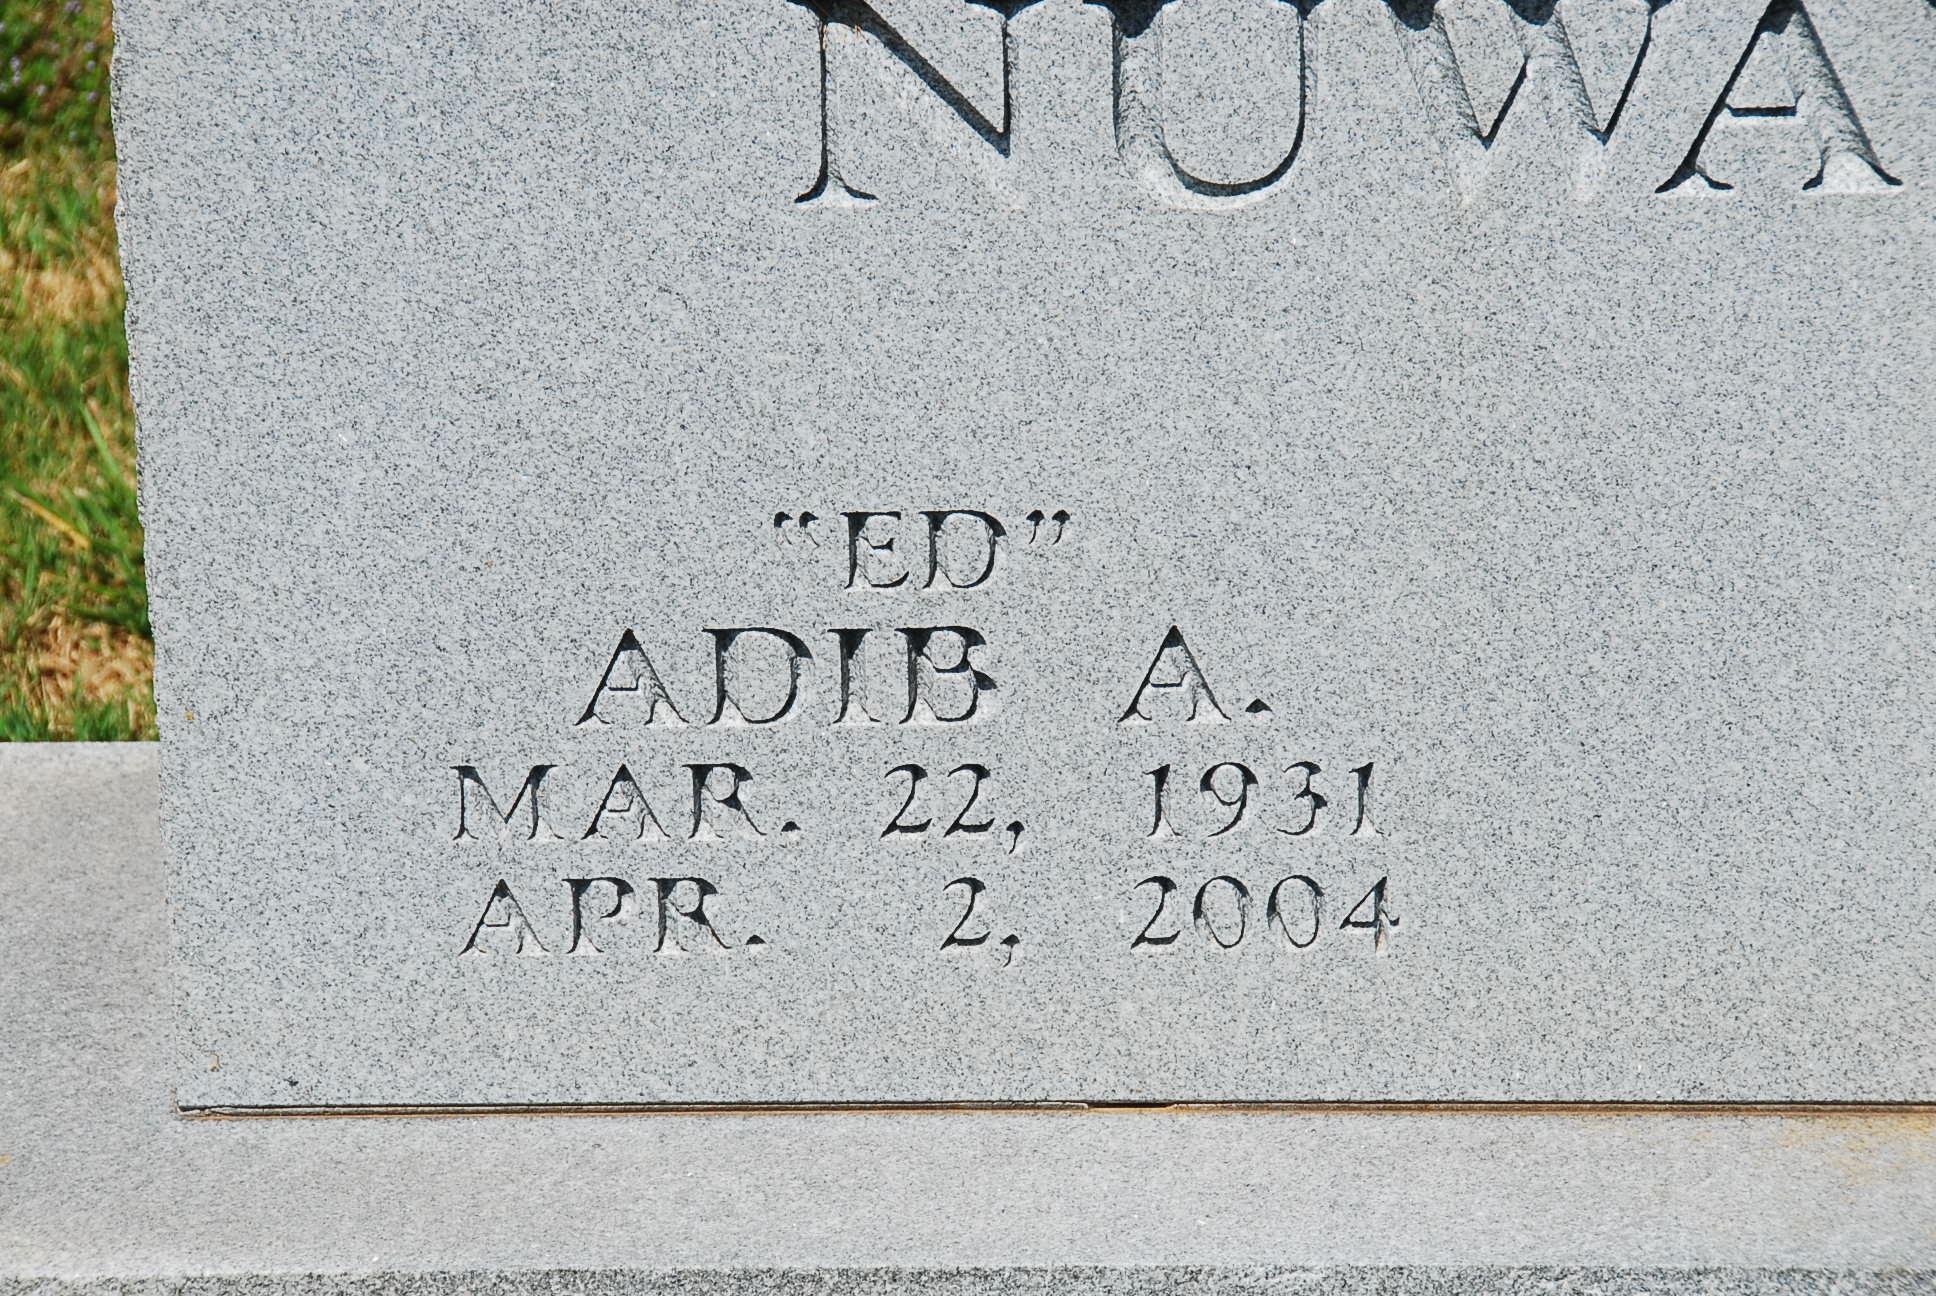 NUWA
“ED”
ADIB A.
MAR. 22, 1931
APR. 2, 2004